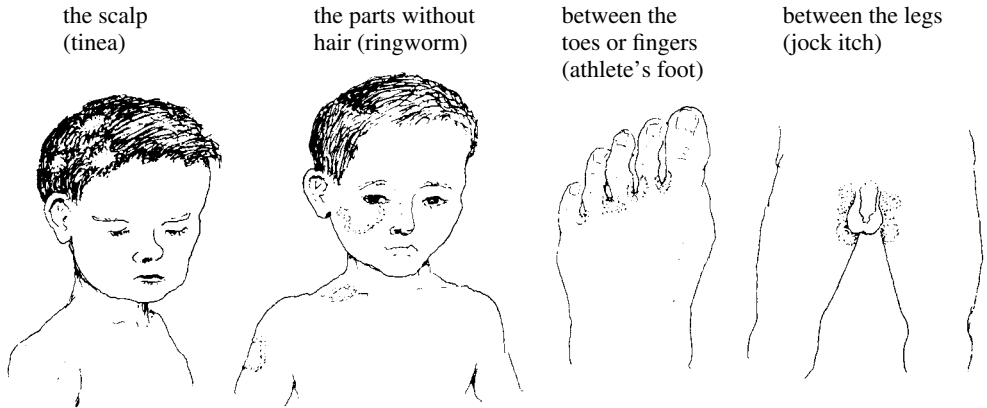 the scalp
(tinea)
the parts without
hair (ringworm)
between the
toes or fingers
(athlete’s foot)
between the legs
(jock itch)